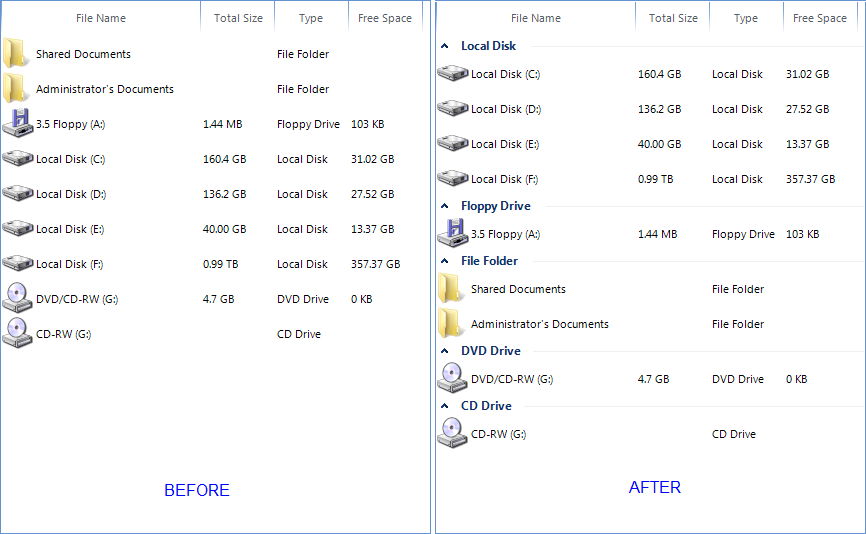 File Name Total Size Type Free Space
Shared Documents File Folder
Administrator's Documents File Folder
3.5 Floppy (A:) 1.44 MB Floppy Drive 103 KB
Local Disk (C:) 160.4 GB Local Disk 31.02 GB
Local Disk (D:) 136.2 GB Local Disk 27.52 GB
Local Disk (E:) 40.00 GB Local Disk 13.37 GB
Local Disk (F:) 0.99 TB Local Disk 357.37 GB
DVD/CD-RW (G:) 4.7 GB DVD Drive 0 KB
CD-RW (G:) CD Drive
BEFORE
File Name Total Size Type Free Space
Local Disk
Local Disk (C:) 160.4 GB Local Disk 31.02 GB
Local Disk (D:) 136.2 GB Local Disk 27.52 GB
Local Disk (E:) 40.00 GB Local Disk 13.37 GB
Local Disk (F:) 0.99 TB Local Disk 357.37 GB
Floppy Drive
3.5 Floppy (A:) 1.44 MB Floppy Drive 103 KB
File Folder
Shared Documents File Folder
Administrator's Documents File Folder
DVD Drive
DVD/CD-RW (G:) 4.7 GB DVD Drive 0 KB
CD Drive
CD-RW (G:) CD Drive
AFTER